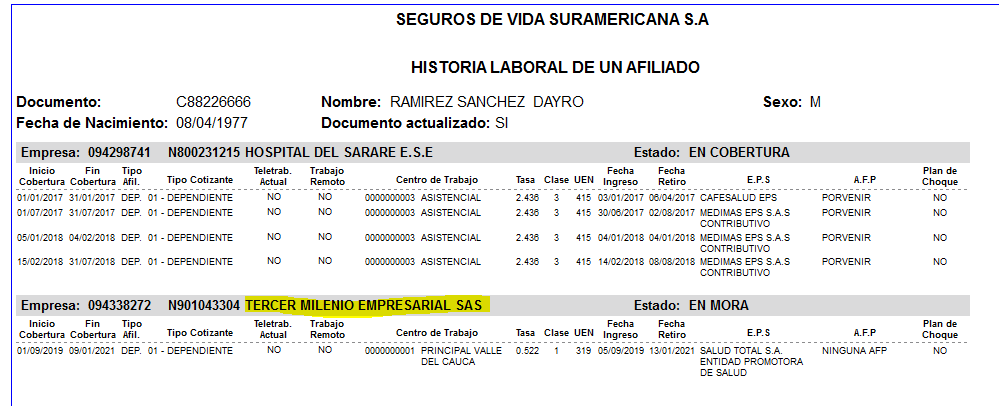 SEGUROS DE VIDA SURAMERICANA S.A
HISTORIA LABORAL DE UN AFILIADO
Documento: C88226666 Nombre: RAMIREZ SANCHEZ DAYRO Sexo: M
Fecha de Nacimiento: 08/04/1977 Documento actualizado: SI
Empresa: 094298741 N800231215 HOSPITAL DEL SARARE E.S.E Estado: EN COBERTURA
Inicio Fin Tipo Teletrab. Trabajo Fecha Fecha Plan de
Cobertura Cobertura Afil. Tipo Cotizante Actual Remoto Centro de Trabajo Tasa Clase UEN Ingreso Retiro E.P.S A.F.P Choque
01/01/2017 31/01/2017 DEP. 01 - DEPENDIENTE NO NO 0000000003 ASISTENCIAL 2.436 3 415 03/01/2017 06/04/2017 CAFESALUD EPS PORVENIR NO
01/07/2017 31/07/2017 DEP. 01 - DEPENDIENTE NO NO 0000000003 ASISTENCIAL 2.436 3 415 30/06/2017 02/08/2017 MEDIMAS EPS S.A.S PORVENIR NO
CONTRIBUTIVO
05/01/2018 04/02/2018 DEP. 01 - DEPENDIENTE NO NO 0000000003 ASISTENCIAL 2.436 3 415 04/01/2018 04/01/2018 MEDIMAS EPS S.A.S PORVENIR NO
CONTRIBUTIVO
15/02/2018 31/07/2018 DEP. 01 - DEPENDIENTE NO NO 0000000003 ASISTENCIAL 2.436 3 415 14/02/2018 08/08/2018 MEDIMAS EPS S.A.S PORVENIR NO
CONTRIBUTIVO
Empresa: 094338272 N901043304 TERCER MILENIO EMPRESARIAL SAS Estado: EN MORA
Inicio Fin Tipo Teletrab. Trabajo Fecha Fecha Plan de
Cobertura Cobertura Afil. Tipo Cotizante Actual Remoto Centro de Trabajo Tasa Clase UEN Ingreso Retiro E.P.S A.F.P Choque
01/09/2019 09/01/2021 DEP. 01 - DEPENDIENTE NO NO 0000000001 PRINCIPAL VALLE 0.522 1 319 05/09/2019 13/01/2021 SALUD TOTAL S.A. NINGUNA AFP NO
DEL CAUCA ENTIDAD PROMOTORA
DE SALUD